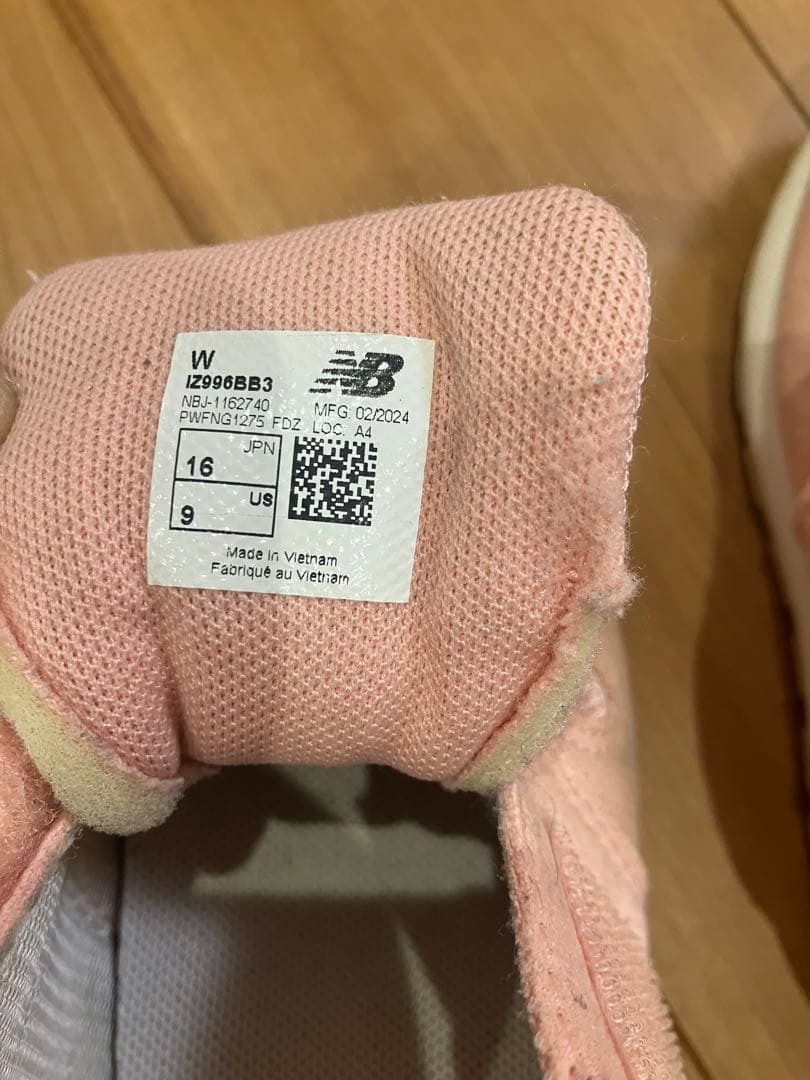 W
NB
IZ996BB3
NBJ-1162740 MFG. 02/2024
PWFNG1275 FDZ LOC: A4
JPN
16
US
9
Made in Vietnam
Fabriqué au Vietnam